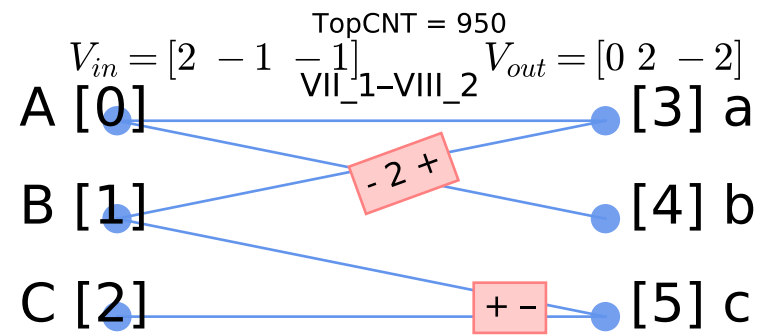 TopCNT = 950
V_in = [2 − 1 − 1] V_out = [0 2 − 2]
VII_1–VIII_2
A [0] [3] a
- 2 +
B [1] [4] b
C [2] + – [5] c